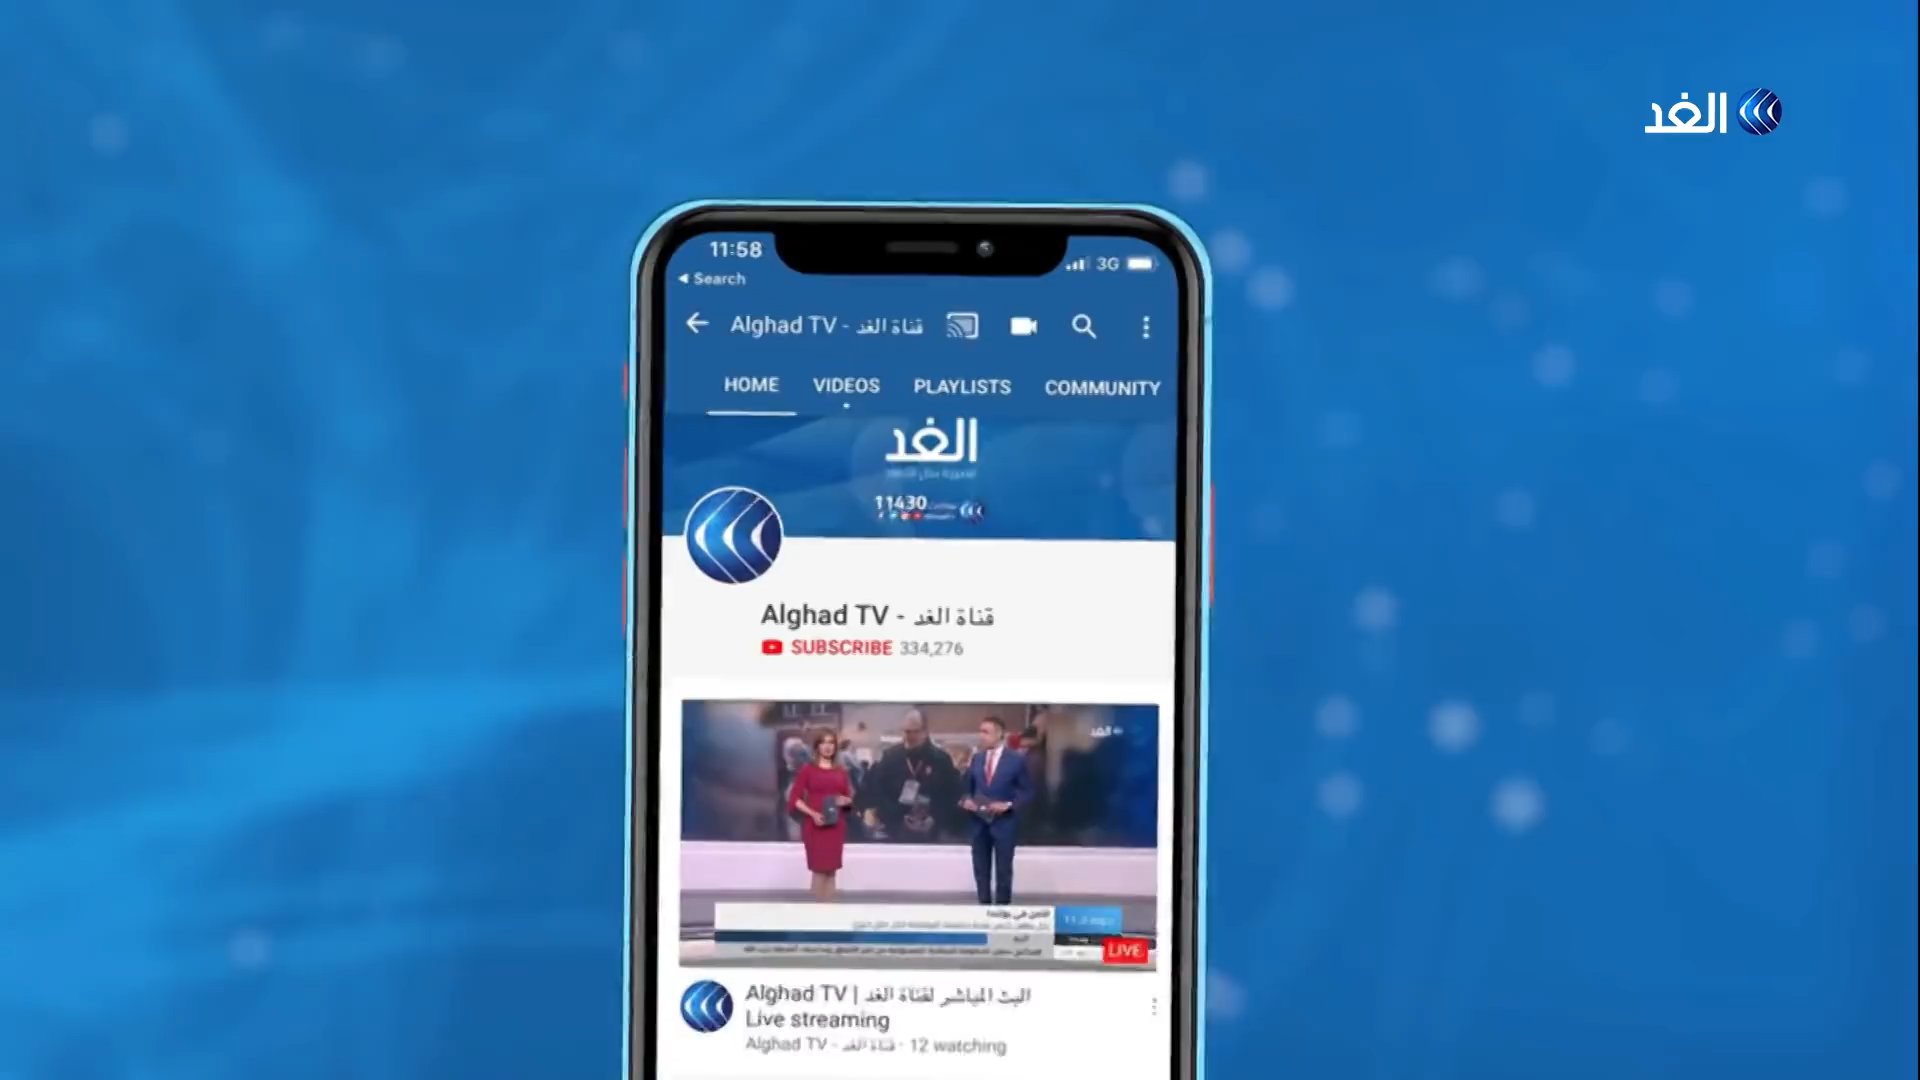 الغد
11:58
3G
Search
Alghad TV - قناة الغد
HOME VIDEOS PLAYLISTS COMMUNITY
الغد
11430
Alghad TV - قناة الغد
SUBSCRIBE 334,276
الغد
LIVE
Alghad TV | البث المباشر لقناة الغد
Live streaming
Alghad TV - قناة الغد · 12 watching